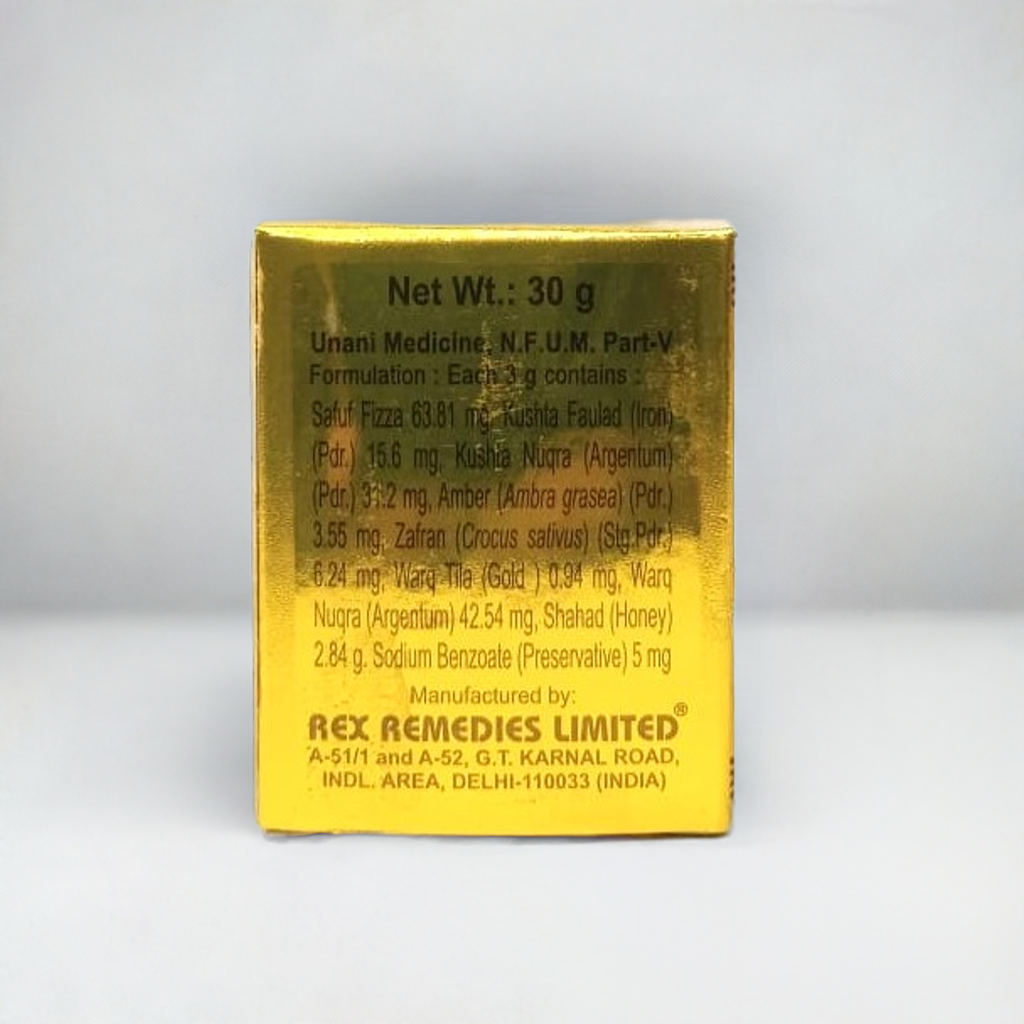 Net Wt.: 30 g
Unani Medicine, N.F.U.M. Part-V
Formulation : Each 3 g contains :
Safuf Fizza 63.81 mg, Kushta Faulad (Iron)
(Pdr.) 15.6 mg, Kushta Nuqra (Argentum)
(Pdr.) 31.2 mg, Amber (Ambra grasea) (Pdr.)
3.55 mg, Zafran (Crocus sativus) (Stg.Pdr.)
6.24 mg, Warq Tila (Gold ) 0.94 mg, Warq
Nuqra (Argentum) 42.54 mg, Shahad (Honey)
2.84 g. Sodium Benzoate (Preservative) 5 mg
Manufactured by:
REX REMEDIES LIMITED®
A-51/1 and A-52, G.T. KARNAL ROAD,
INDL. AREA, DELHI-110033 (INDIA)